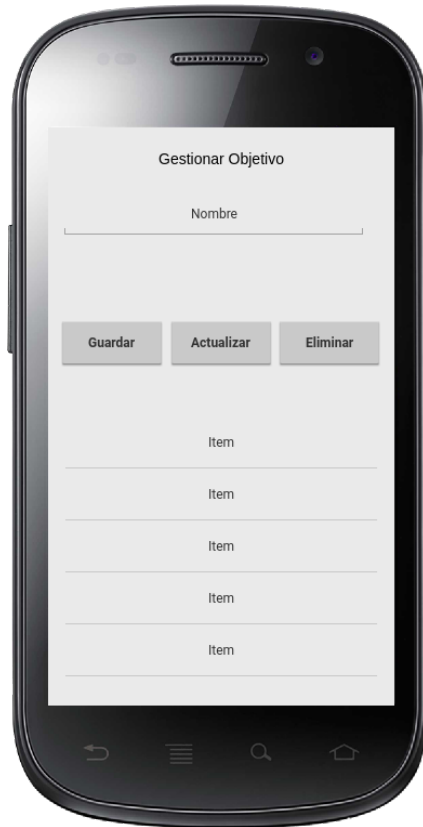 Gestionar Objetivo
Nombre
Guardar Actualizar Eliminar
Item
Item
Item
Item
Item